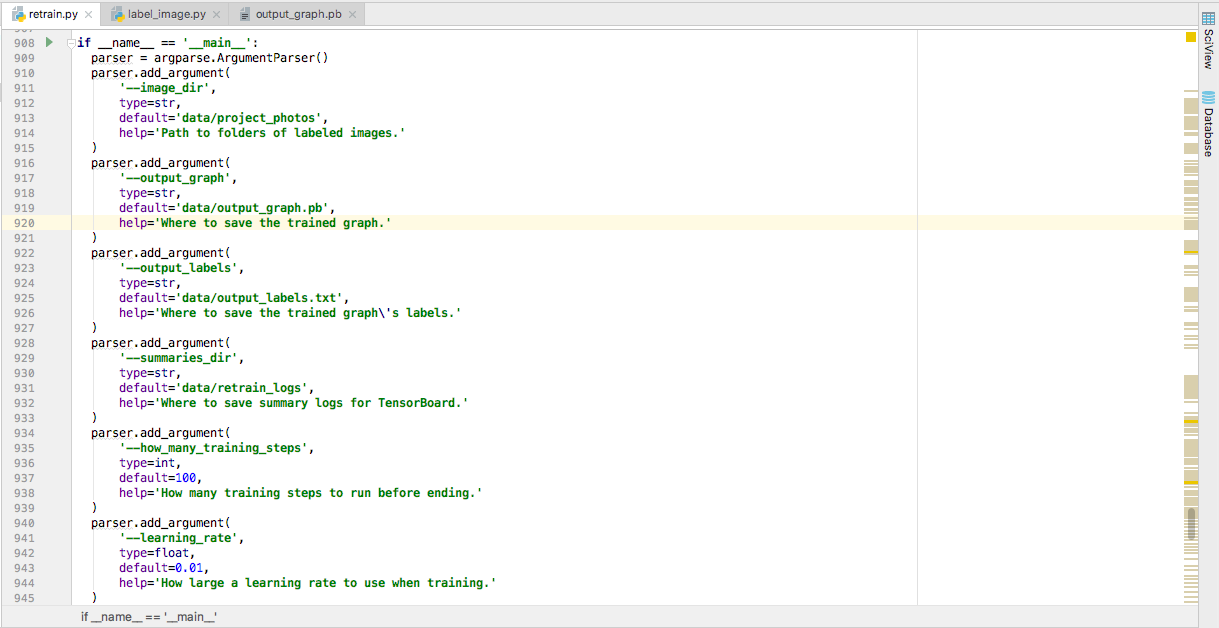 retrain.py label_image.py output_graph.pb
907
908 if __name__ == '__main__':
909 parser = argparse.ArgumentParser()
910 parser.add_argument(
911 '--image_dir',
912 type=str,
913 default='data/project_photos',
914 help='Path to folders of labeled images.'
915 )
916 parser.add_argument(
917 '--output_graph',
918 type=str,
919 default='data/output_graph.pb',
920 help='Where to save the trained graph.'
921 )
922 parser.add_argument(
923 '--output_labels',
924 type=str,
925 default='data/output_labels.txt',
926 help='Where to save the trained graph\'s labels.'
927 )
928 parser.add_argument(
929 '--summaries_dir',
930 type=str,
931 default='data/retrain_logs',
932 help='Where to save summary logs for TensorBoard.'
933 )
934 parser.add_argument(
935 '--how_many_training_steps',
936 type=int,
937 default=100,
938 help='How many training steps to run before ending.'
939 )
940 parser.add_argument(
941 '--learning_rate',
942 type=float,
943 default=0.01,
944 help='How large a learning rate to use when training.'
945 )
if __name__ == '__main__'
SciView
Database